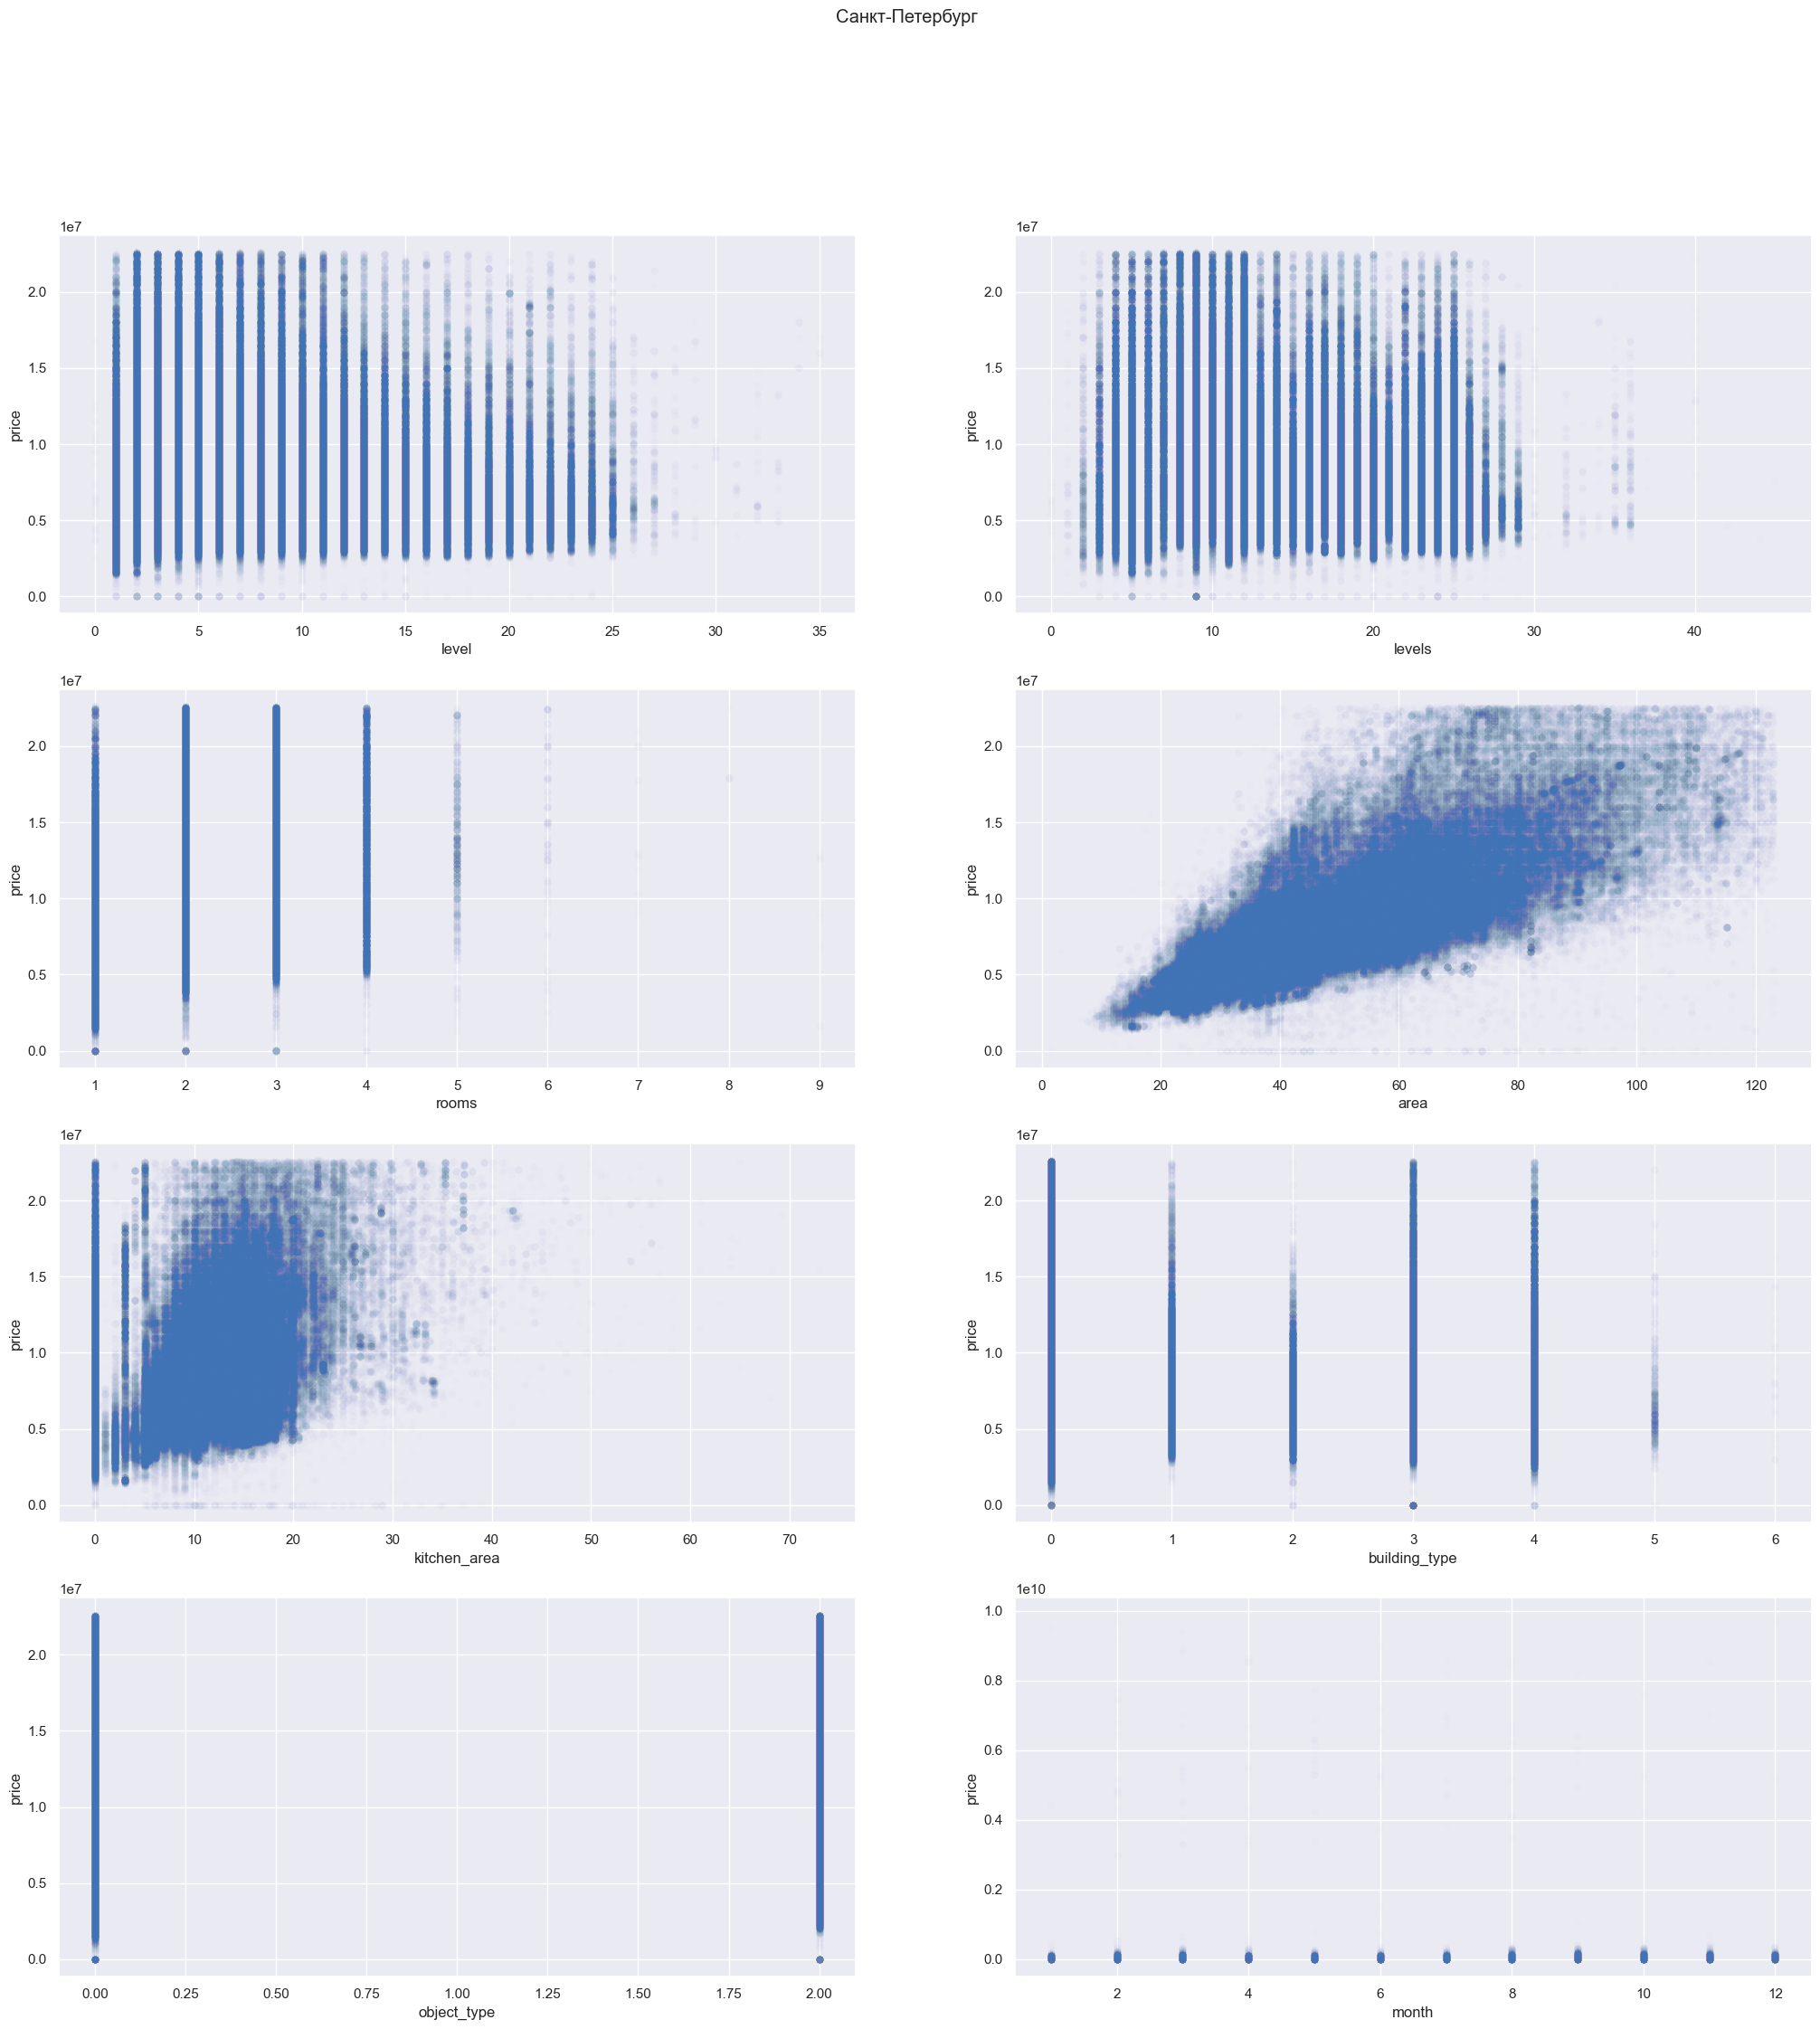 Санкт-Петербург
1e7
price
2.0
1.5
1.0
0.5
0.0
0 5 10 15 20 25 30 35
level
1e7
price
2.0
1.5
1.0
0.5
0.0
0 10 20 30 40
levels
1e7
price
2.0
1.5
1.0
0.5
0.0
1 2 3 4 5 6 7 8 9
rooms
1e7
price
2.0
1.5
1.0
0.5
0.0
0 20 40 60 80 100 120
area
1e7
price
2.0
1.5
1.0
0.5
0.0
0 10 20 30 40 50 60 70
kitchen_area
1e7
price
2.0
1.5
1.0
0.5
0.0
0 1 2 3 4 5 6
building_type
1e7
price
2.0
1.5
1.0
0.5
0.0
0.00 0.25 0.50 0.75 1.00 1.25 1.50 1.75 2.00
object_type
1e10
price
1.0
0.8
0.6
0.4
0.2
0.0
2 4 6 8 10 12
month